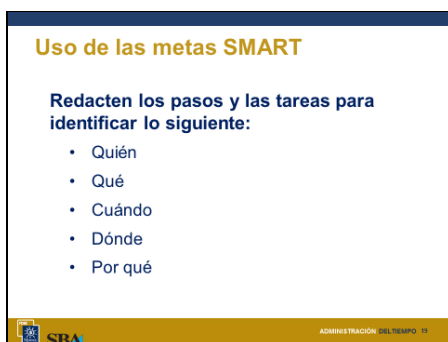 Uso de las metas SMART
Redacten los pasos y las tareas para
identificar lo siguiente:
• Quién
• Qué
• Cuándo
• Dónde
• Por qué
SBA
ADMINISTRACIÓN DEL TIEMPO 15